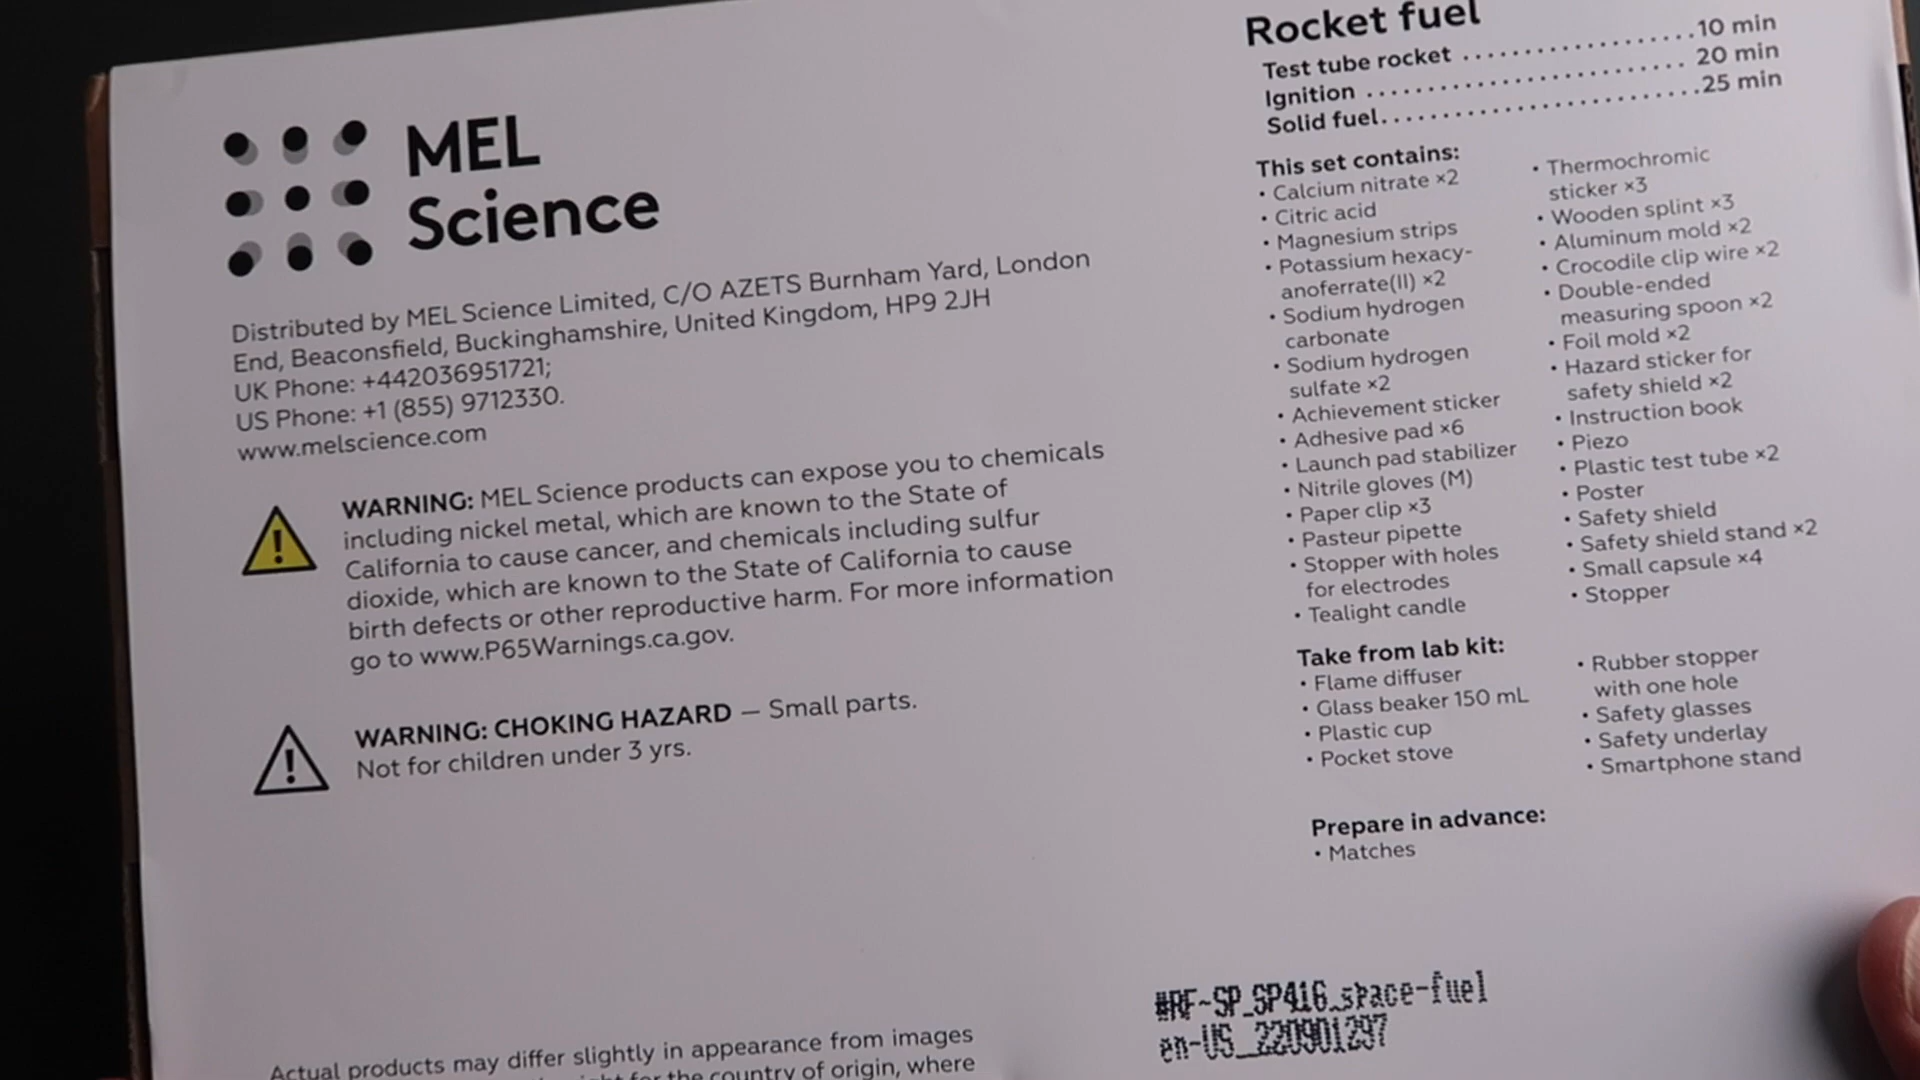 MEL
Science
Distributed by MEL Science Limited, C/O AZETS Burnham Yard, London
End, Beaconsfield, Buckinghamshire, United Kingdom, HP9 2JH
UK Phone: +442036951721;
US Phone: +1 (855) 9712330.
www.melscience.com
WARNING: MEL Science products can expose you to chemicals
including nickel metal, which are known to the State of
California to cause cancer, and chemicals including sulfur
dioxide, which are known to the State of California to cause
birth defects or other reproductive harm. For more information
go to www.P65Warnings.ca.gov.
WARNING: CHOKING HAZARD — Small parts.
Not for children under 3 yrs.
Actual products may differ slightly in appearance from images
for the country of origin, where
Rocket fuel
Test tube rocket ................... 10 min
Ignition ........................... 20 min
Solid fuel .......................... 25 min
This set contains:
• Calcium nitrate ×2
• Citric acid
• Magnesium strips
• Potassium hexacy-
anoferrate(II) ×2
• Sodium hydrogen
carbonate
• Sodium hydrogen
sulfate ×2
• Achievement sticker
• Adhesive pad ×6
• Launch pad stabilizer
• Nitrile gloves (M)
• Paper clip ×3
• Pasteur pipette
• Stopper with holes
for electrodes
• Tealight candle
• Thermochromic
sticker ×3
• Wooden splint ×3
• Aluminum mold ×2
• Crocodile clip wire ×2
• Double-ended
measuring spoon ×2
• Foil mold ×2
• Hazard sticker for
safety shield ×2
• Instruction book
• Piezo
• Plastic test tube ×2
• Poster
• Safety shield
• Safety shield stand ×2
• Small capsule ×4
• Stopper
Take from lab kit:
• Flame diffuser
• Glass beaker 150 mL
• Plastic cup
• Pocket stove
• Rubber stopper
with one hole
• Safety glasses
• Safety underlay
• Smartphone stand
Prepare in advance:
• Matches
#RF~SP_SP416_space-fuel
en-US_220901237